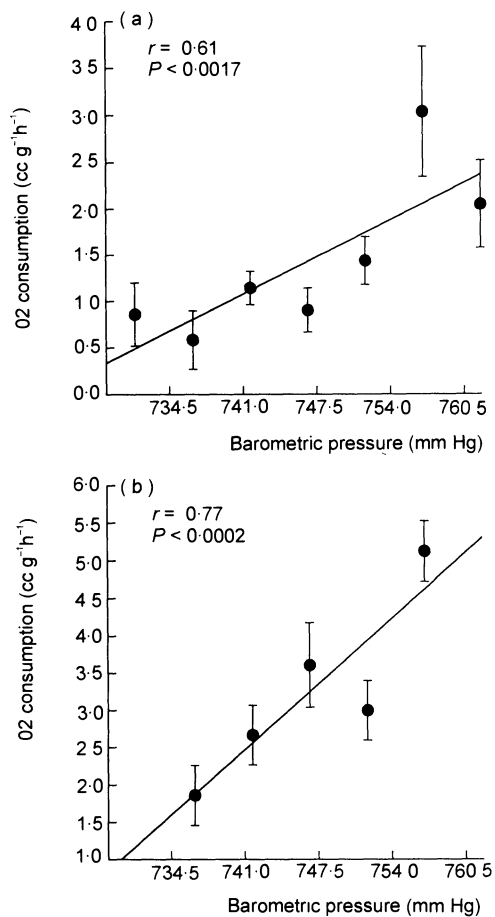 (a)
r = 0·61
P < 0·0017
4·0
3·5
3·0
2·5
2·0
1·5
1·0
0·5
0·0
02 consumption (cc g⁻¹h⁻¹)
734·5 741·0 747·5 754·0 760 5
Barometric pressure (mm Hg)
(b)
r = 0·77
P < 0·0002
6·0
5·5
5·0
4 5
4·0
3·5
3·0
2·5
2·0
1·5
1·0
02 consumption (cc g⁻¹h⁻¹)
734·5 741·0 747·5 754 0 760 5
Barometric pressure (mm Hg)